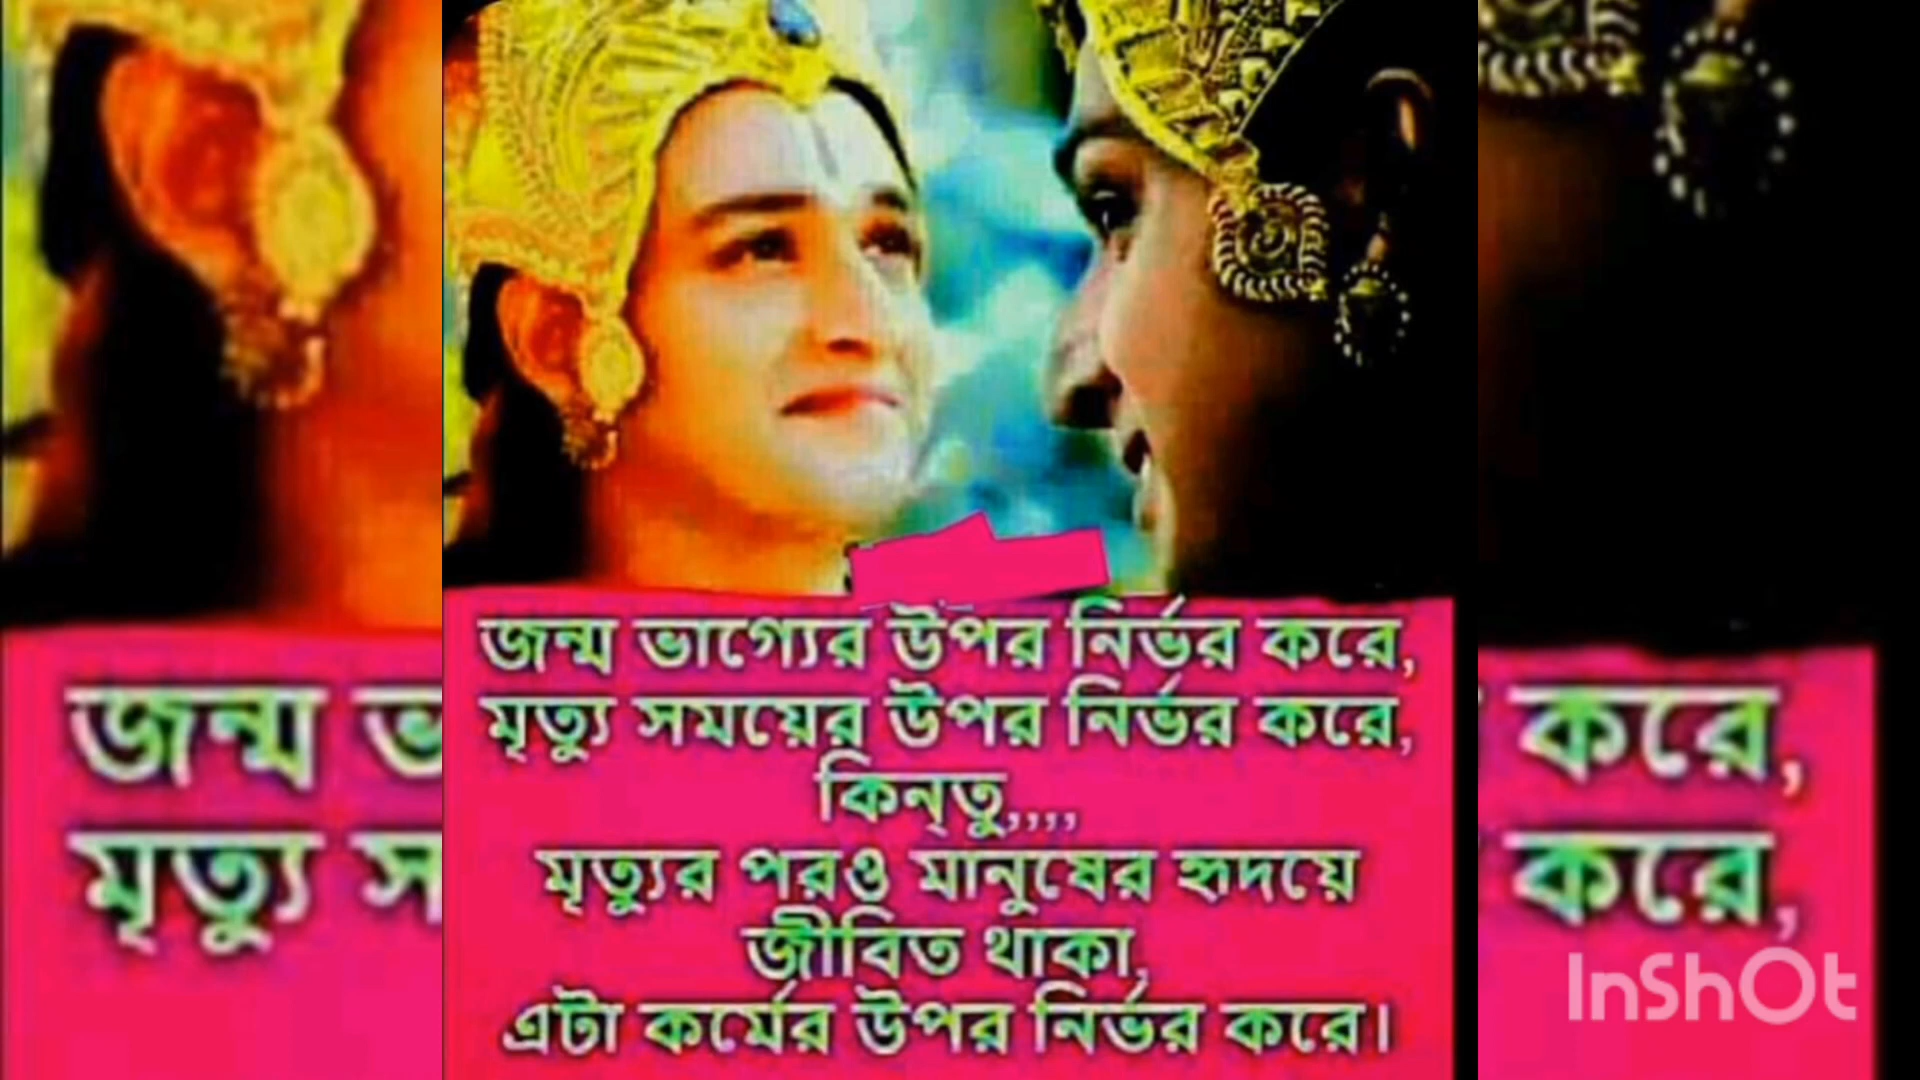 জন্ম ভাগ্যের উপর নির্ভর করে,
মৃত্যু সময়ের উপর নির্ভর করে,
কিন্তু,,,,
মৃত্যুর পরও মানুষের হৃদয়ে
জীবিত থাকা,
এটা কর্মের উপর নির্ভর করে।
InShOt